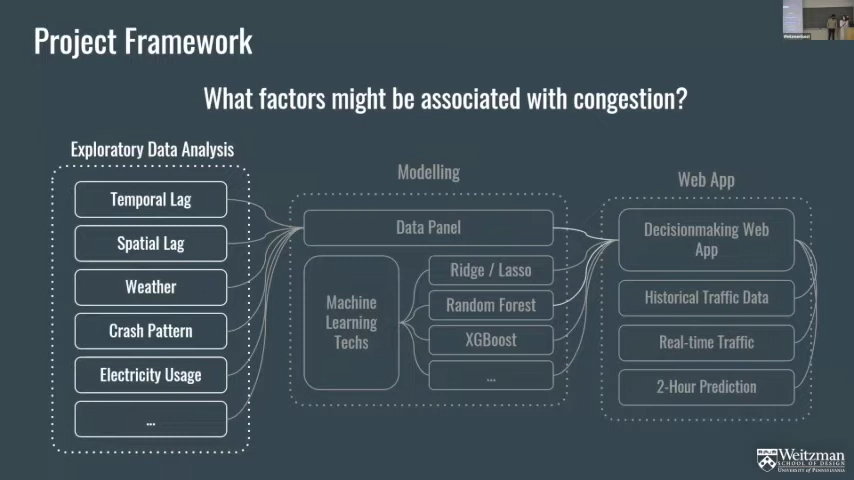 Project Framework
What factors might be associated with congestion?
Exploratory Data Analysis
Temporal Lag
Spatial Lag
Weather
Crash Pattern
Electricity Usage
...
Modelling
Data Panel
Machine
Learning
Techs
Ridge / Lasso
Random Forest
XGBoost
...
Web App
Decisionmaking Web
App
Historical Traffic Data
Real-time Traffic
2-Hour Prediction
Weitzman
SCHOOL OF DESIGN
UNIVERSITY OF PENNSYLVANIA